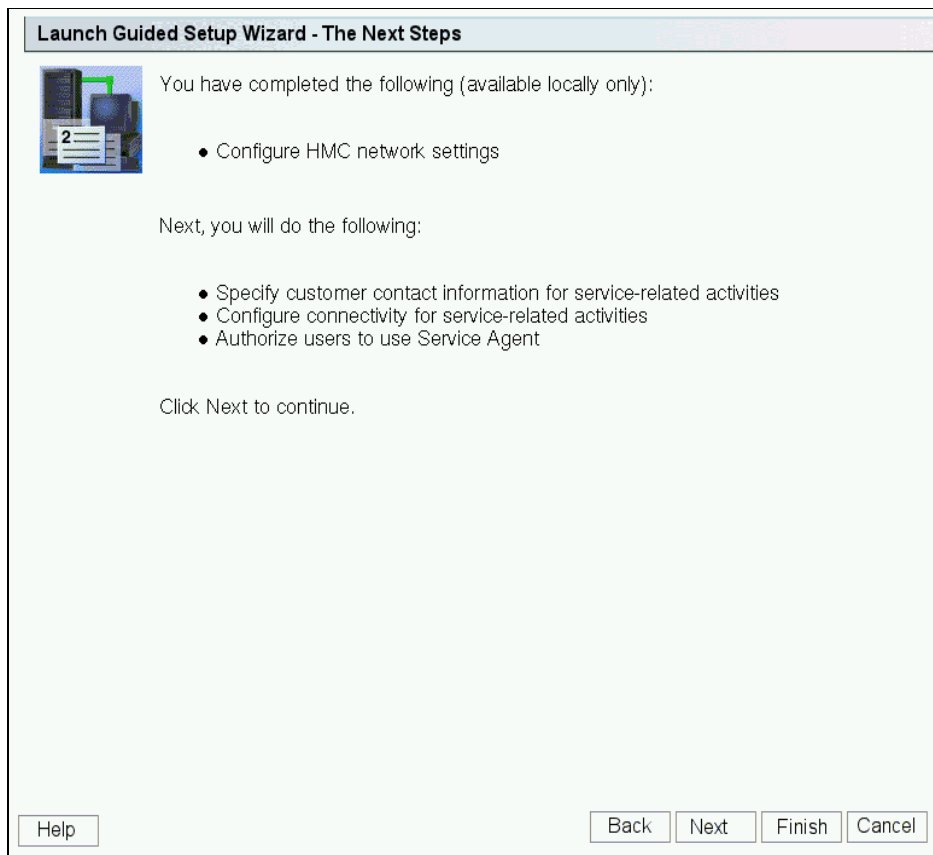 Launch Guided Setup Wizard - The Next Steps
2
You have completed the following (available locally only):
● Configure HMC network settings
Next, you will do the following:
● Specify customer contact information for service-related activities
● Configure connectivity for service-related activities
● Authorize users to use Service Agent
Click Next to continue.
Help
Back
Next
Finish
Cancel